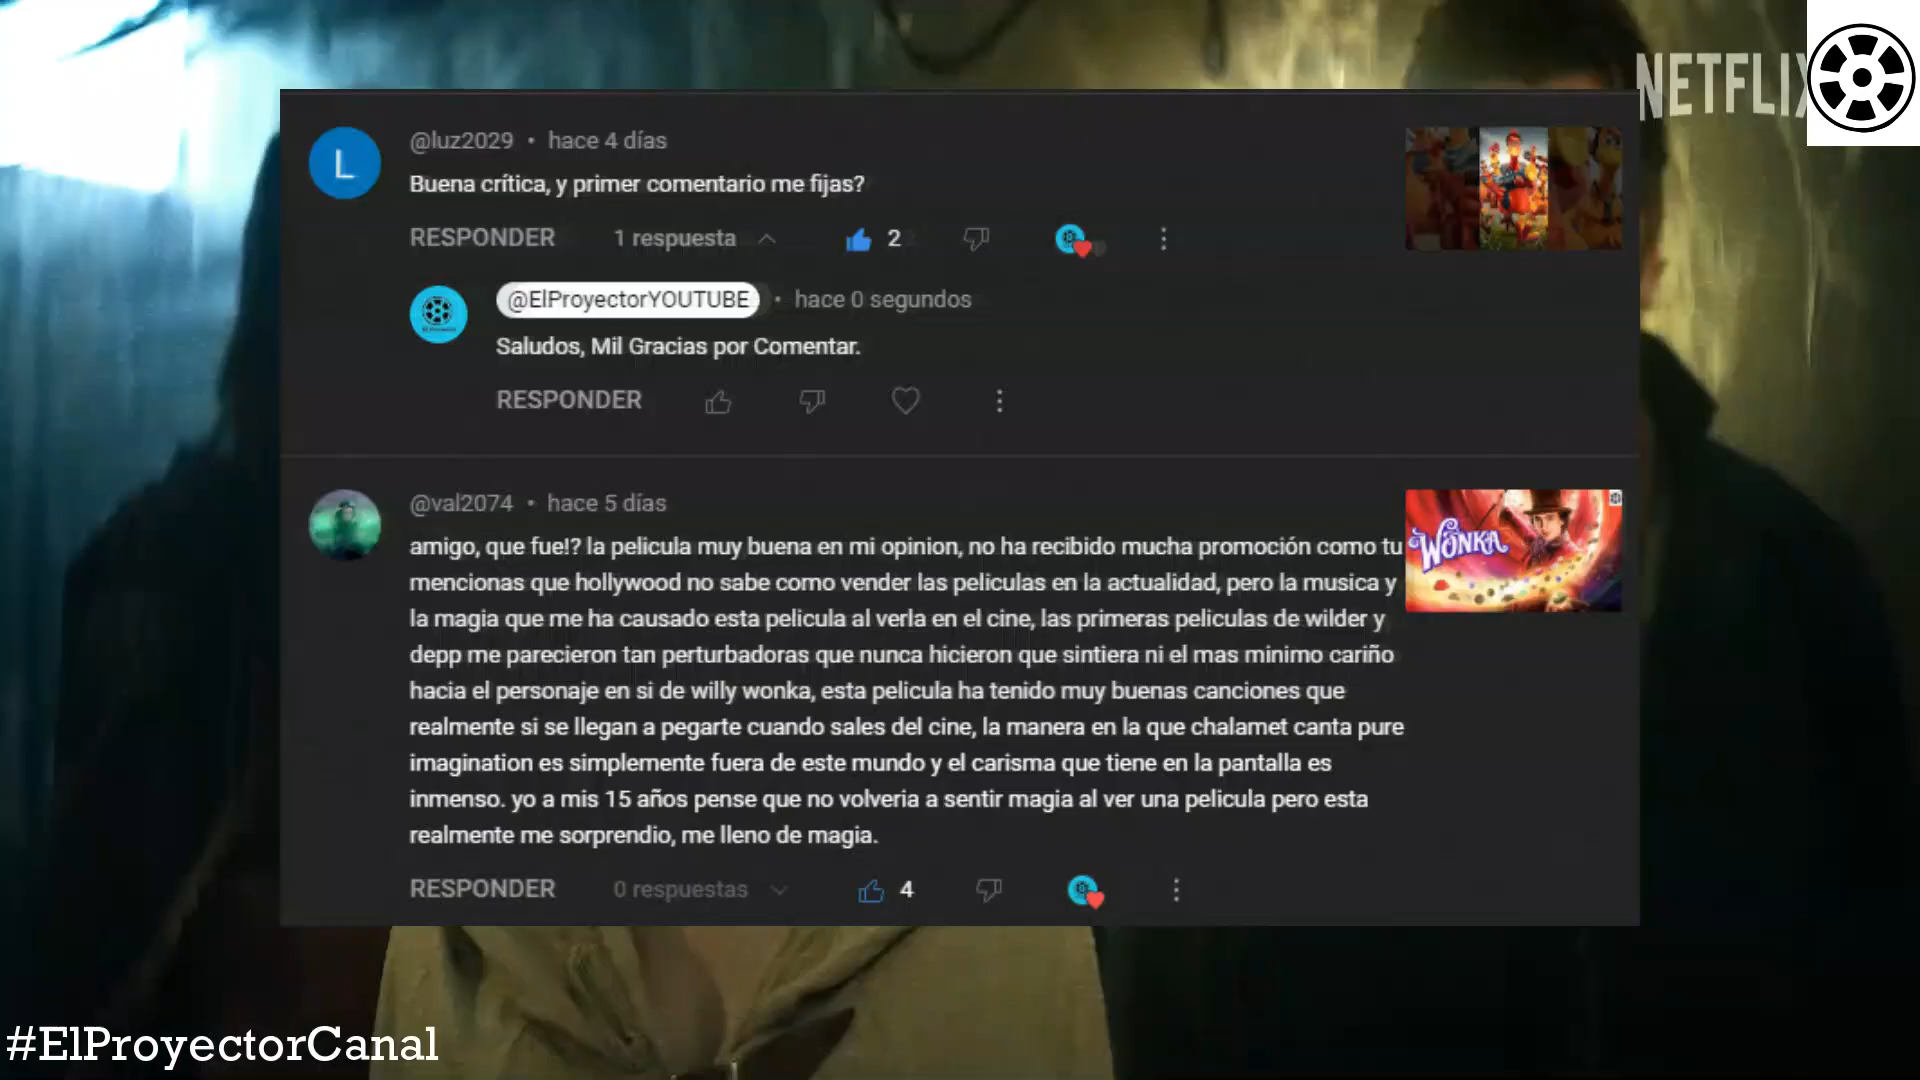 NETFLIX
@luz2029 • hace 4 días
L
Buena crítica, y primer comentario me fijas?
RESPONDER 1 respuesta 2
@ElProyectorYOUTUBE • hace 0 segundos
Saludos, Mil Gracias por Comentar.
RESPONDER
@val2074 • hace 5 días
amigo, que fue!? la pelicula muy buena en mi opinion, no ha recibido mucha promoción como tu
mencionas que hollywood no sabe como vender las peliculas en la actualidad, pero la musica y
la magia que me ha causado esta pelicula al verla en el cine, las primeras peliculas de wilder y
depp me parecieron tan perturbadoras que nunca hicieron que sintiera ni el mas minimo cariño
hacia el personaje en si de willy wonka, esta pelicula ha tenido muy buenas canciones que
realmente si se llegan a pegarte cuando sales del cine, la manera en la que chalamet canta pure
imagination es simplemente fuera de este mundo y el carisma que tiene en la pantalla es
inmenso. yo a mis 15 años pense que no volveria a sentir magia al ver una pelicula pero esta
realmente me sorprendio, me lleno de magia.
WONKA
RESPONDER 0 respuestas 4
#ElProyectorCanal